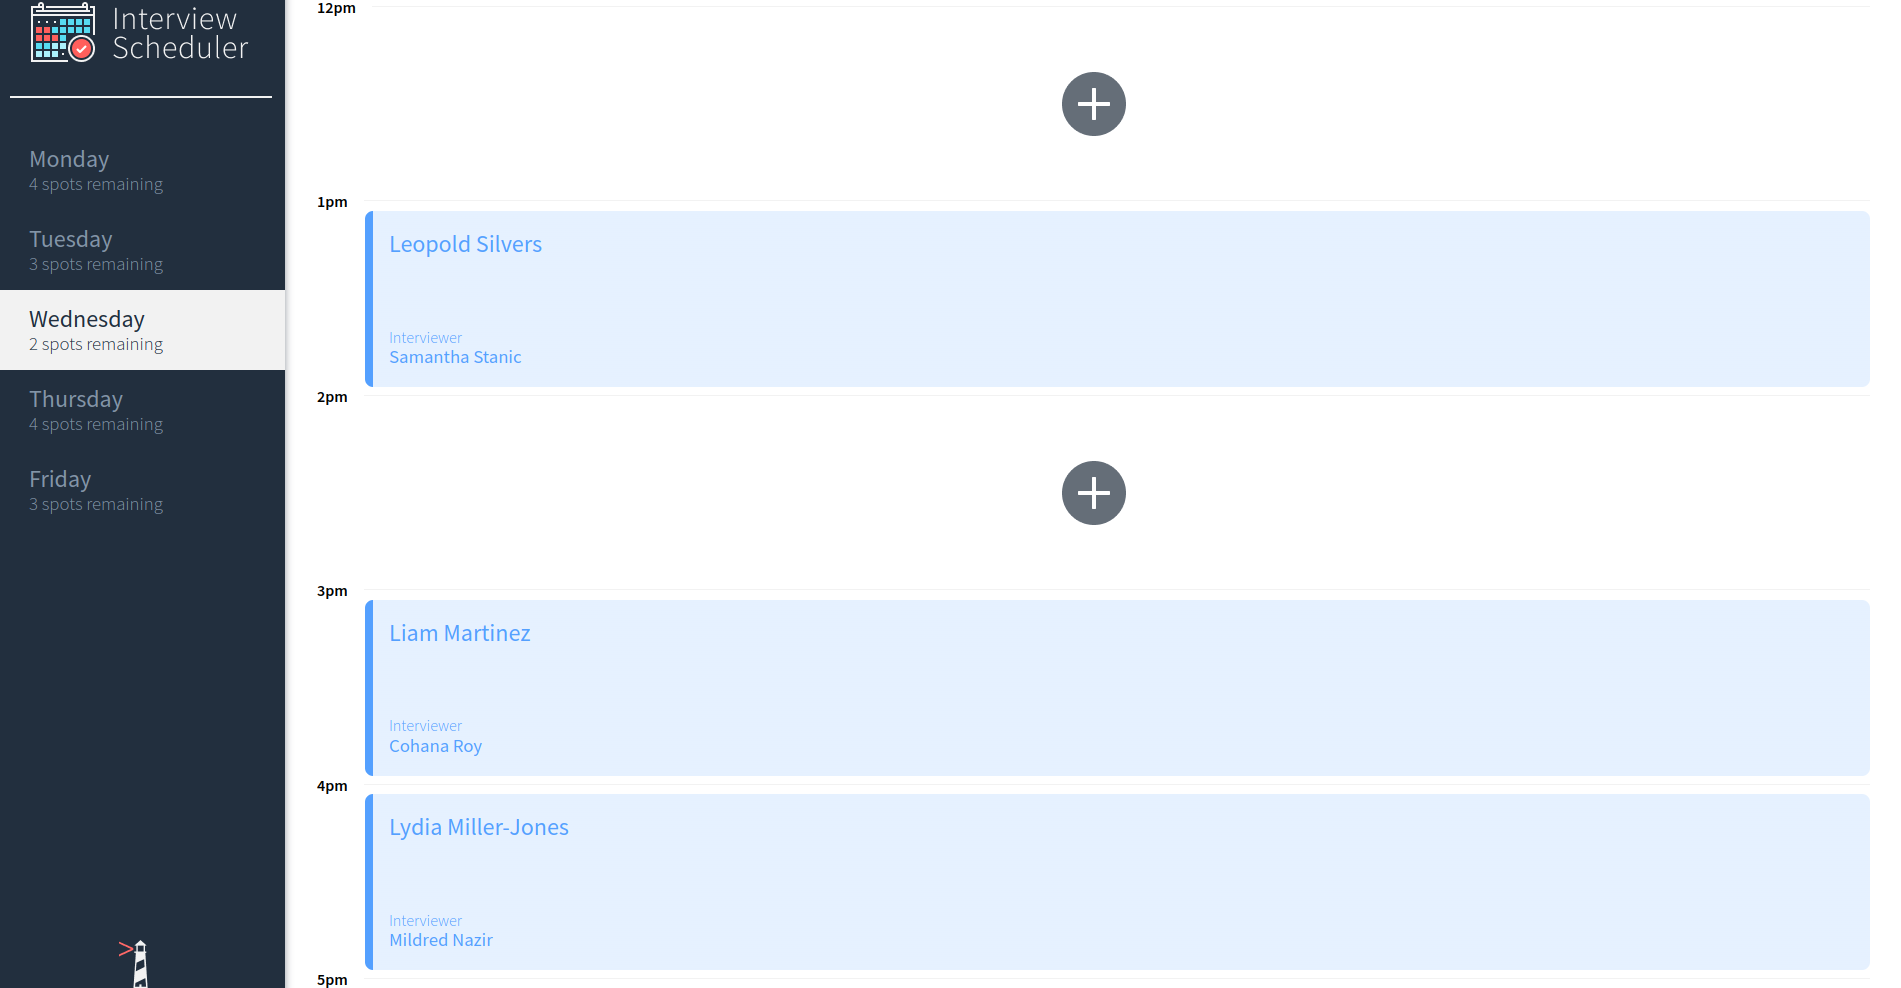 Interview
Scheduler
Monday
4 spots remaining
Tuesday
3 spots remaining
Wednesday
2 spots remaining
Thursday
4 spots remaining
Friday
3 spots remaining
12pm
1pm
Leopold Silvers
Interviewer
Samantha Stanic
2pm
3pm
Liam Martinez
Interviewer
Cohana Roy
4pm
Lydia Miller-Jones
Interviewer
Mildred Nazir
5pm